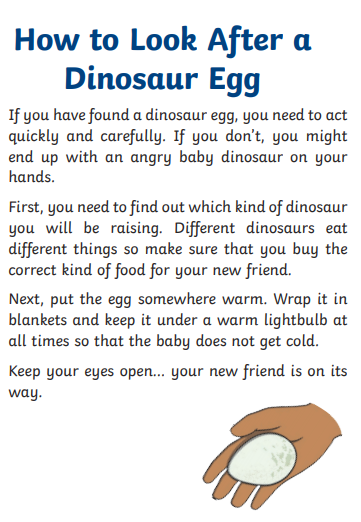 How to Look After a
Dinosaur Egg
If you have found a dinosaur egg, you need to act
quickly and carefully. If you don't, you might
end up with an angry baby dinosaur on your
hands.
First, you need to find out which kind of dinosaur
you will be raising. Different dinosaurs eat
different things so make sure that you buy the
correct kind of food for your new friend.
Next, put the egg somewhere warm. Wrap it in
blankets and keep it under a warm lightbulb at
all times so that the baby does not get cold.
Keep your eyes open... your new friend is on its
way.